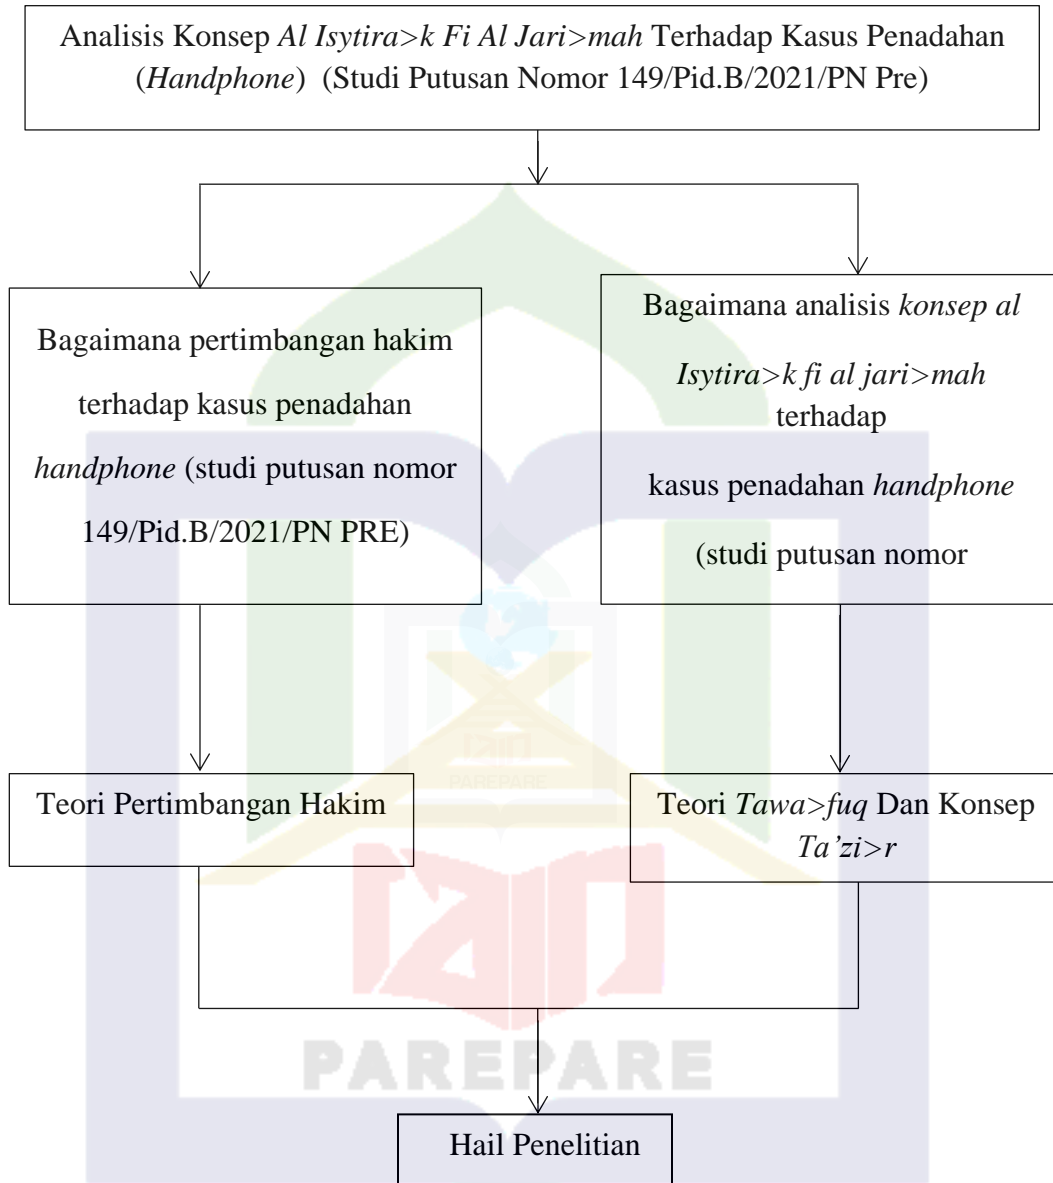 Analisis Konsep Al Isytira>k Fi Al Jari>mah Terhadap Kasus Penadahan
(Handphone) (Studi Putusan Nomor 149/Pid.B/2021/PN Pre)
Bagaimana pertimbangan hakim
terhadap kasus penadahan
handphone (studi putusan nomor
149/Pid.B/2021/PN PRE)
Bagaimana analisis konsep al
Isytira>k fi al jari>mah
terhadap
kasus penadahan handphone
(studi putusan nomor
Teori Pertimbangan Hakim
Teori Tawa>fuq Dan Konsep
Ta’zi>r
IAIN
PAREPARE
PAREPARE
Hail Penelitian